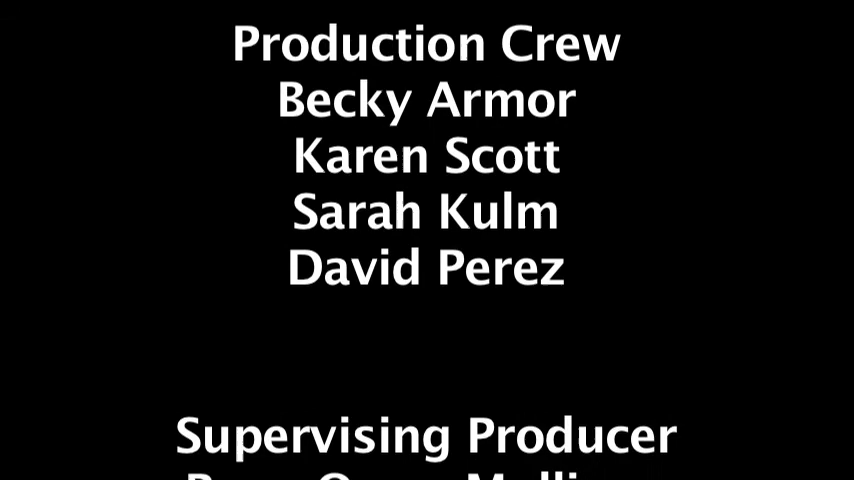 Production Crew
Becky Armor
Karen Scott
Sarah Kulm
David Perez
Supervising Producer